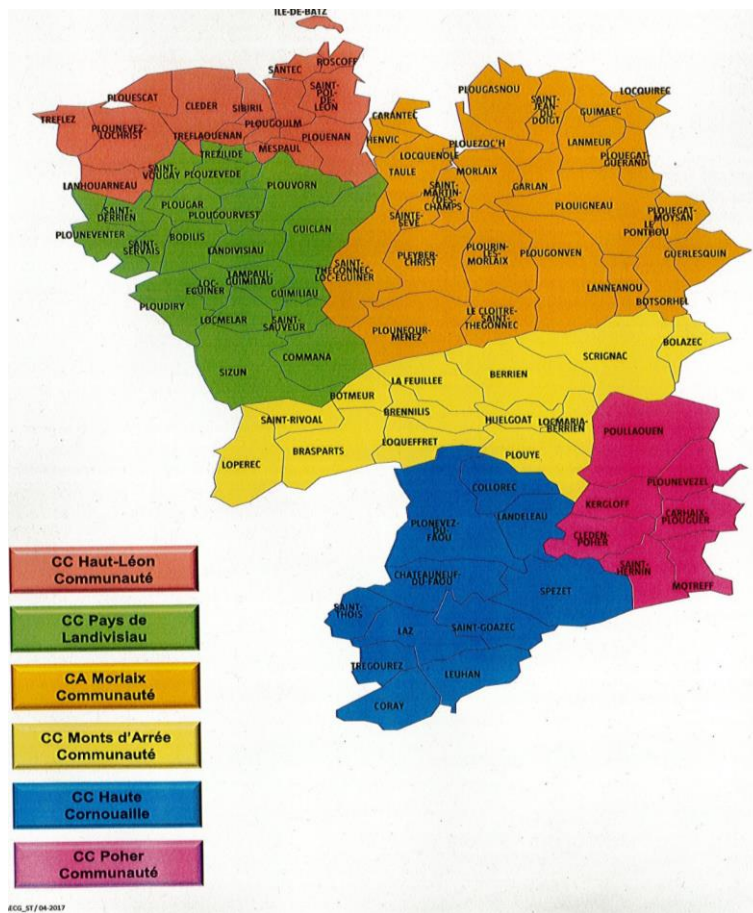 ILE-DE-BATZ
ROSCOFF
SANTEC
SAINT-
POL-
DE-
LEON
PLOUESCAT
CLEDER
SIBIRIL
PLOUGOULM
TREFLEZ
PLOUNEVEZ-
LOCHRIST
TREFLAOUENAN
PLOUENAN
MESPAUL
LANHOUARNEAU
TREZILIDE
SAINT-
VOUGAY
PLOUZEVEDE
PLOUVORN
PLOUGAR
PLOUGOURVEST
SAINT-
DERRIEN
PLOUNEVENTER
SAINT-
SERVAIS
BODILIS
LANDIVISIAU
GUICLAN
LAMPAUL-
GUIMILIAU
LOC-
EGUINER
GUIMILIAU
PLOUDIRY
LOCMELAR
SAINT-
SAUVEUR
SIZUN
COMMANA
PLOUGASNOU
SAINT-
JEAN-
DU-
DOIGT
LOCQUIREC
GUIMAEC
CARANTEC
HENVIC
PLOUEZOC'H
LANMEUR
LOCQUENOLE
PLOUEGAT-
GUERAND
TAULE
MORLAIX
GARLAN
SAINT-
MARTIN-
DES-
CHAMPS
SAINTE-
SEVE
PLOUIGNEAU
PLOUEGAT-
MOYSAN
LE
PONTHOU
PLEYBER-
CHRIST
PLOURIN-
LES-
MORLAIX
PLOUGONVEN
GUERLESQUIN
SAINT-
THEGONNEC-
LOC-EGUINER
LANNEANOU
BOTSORHEL
PLOUNEOUR-
MENEZ
LE CLOITRE-
SAINT-
THEGONNEC
BOLAZEC
SCRIGNAC
BERRIEN
LA FEUILLEE
BOTMEUR
SAINT-RIVOAL
BRENNILIS
HUELGOAT
LOCMARIA-
BERRIEN
LOPEREC
BRASPARTS
LOQUEFFRET
PLOUYE
POULLAOUEN
PLOUNEVEZEL
KERGLOFF
CARHAIX-
PLOUGUER
CLEDEN-
POHER
SAINT-
HERNIN
MOTREFF
COLLOREC
PLONEVEZ-
DU-
FAOU
LANDELEAU
CHATEAUNEUF-
DU-FAOU
SPEZET
SAINT-
THOIS
LAZ
SAINT-GOAZEC
TREGOUREZ
LEUHAN
CORAY
CC Haut-Léon
Communauté
CC Pays de
Landivisiau
CA Morlaix
Communauté
CC Monts d'Arrée
Communauté
CC Haute
Cornouaille
CC Poher
Communauté
AECG_ST/ 04-2017